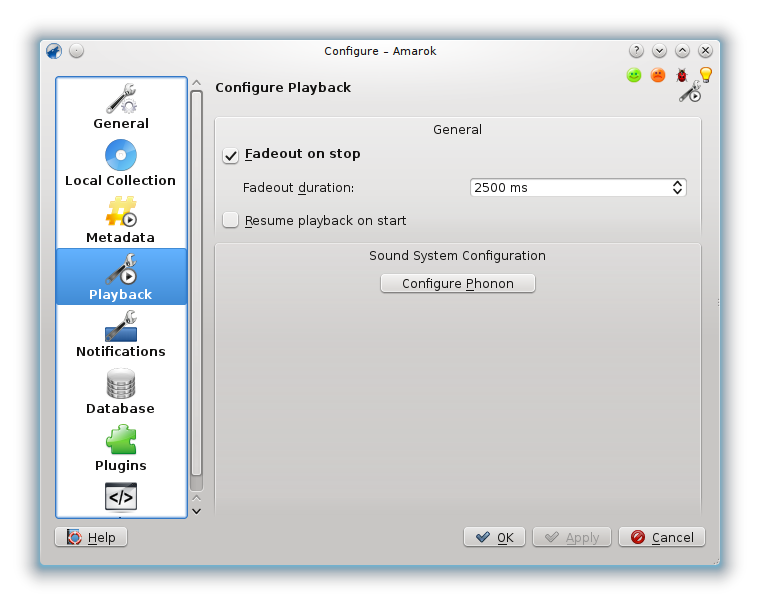 Configure – Amarok
General
Local Collection
Metadata
Playback
Notifications
Database
Plugins
Configure Playback
General
Fadeout on stop
Fadeout duration: 2500 ms
Resume playback on start
Sound System Configuration
Configure Phonon
Help OK Apply Cancel